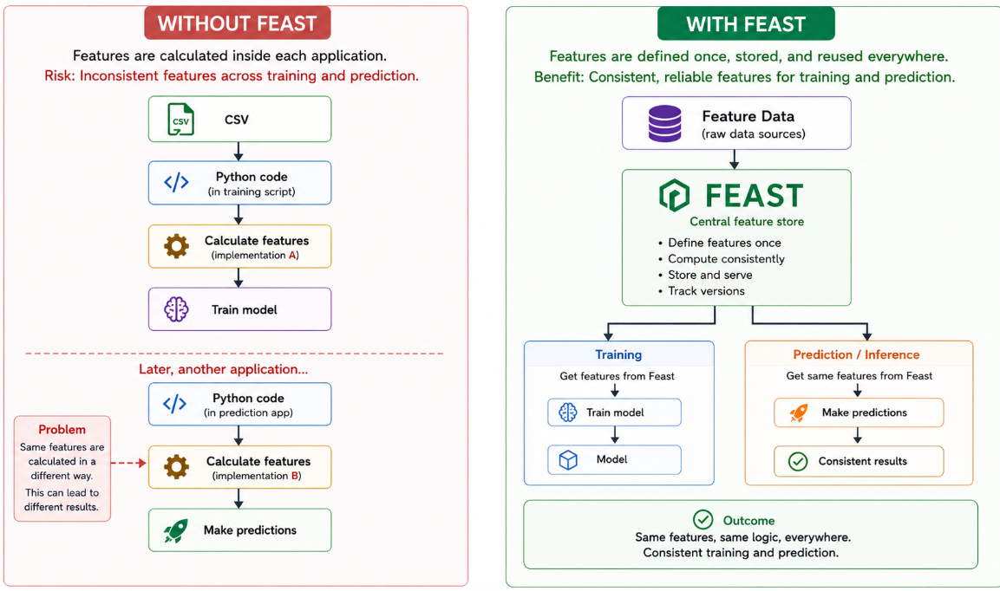 WITHOUT FEAST
Features are calculated inside each application.
Risk: Inconsistent features across training and prediction.
CSV
CSV
Python code
(in training script)
Calculate features
(implementation A)
Train model
Later, another application...
Python code
(in prediction app)
Problem
Same features are
calculated in a
different way.
This can lead to
different results.
Calculate features
(implementation B)
Make predictions
WITH FEAST
Features are defined once, stored, and reused everywhere.
Benefit: Consistent, reliable features for training and prediction.
Feature Data
(raw data sources)
FEAST
Central feature store
• Define features once
• Compute consistently
• Store and serve
• Track versions
Training
Get features from Feast
Train model
Model
Prediction / Inference
Get same features from Feast
Make predictions
Consistent results
Outcome
Same features, same logic, everywhere.
Consistent training and prediction.